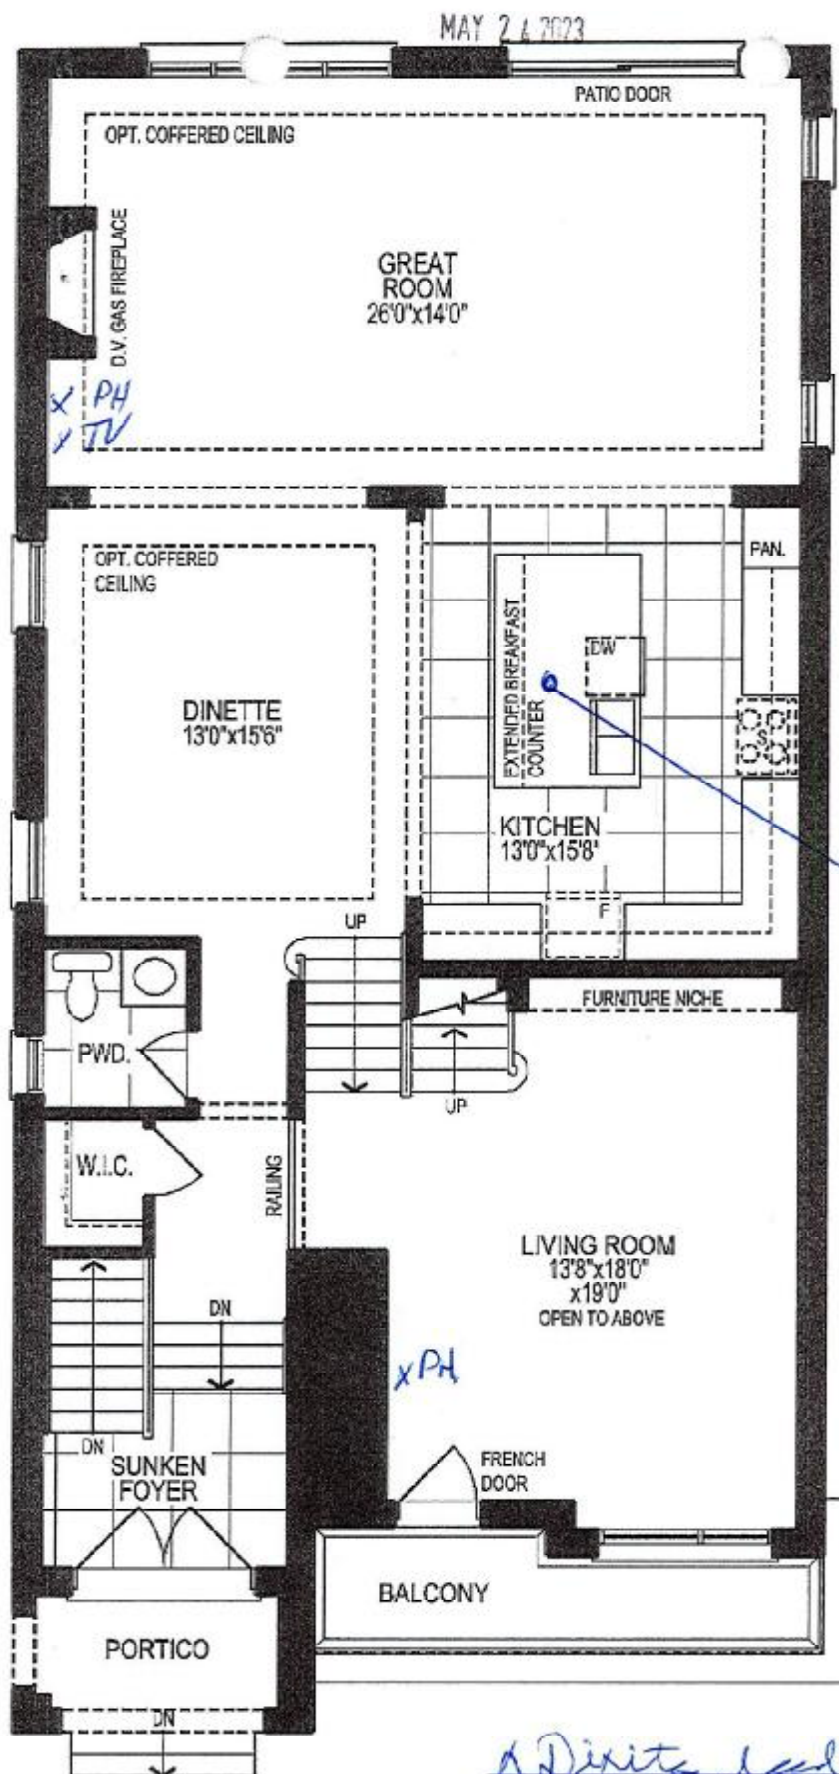 MAY 24 2023
PATIO DOOR
OPT. COFFERED CEILING
D.V. GAS FIREPLACE
GREAT
ROOM
26'0"x14'0"
x PH
x TV
OPT. COFFERED
CEILING
PAN.
DW
EXTENDED BREAKFAST
COUNTER
DINETTE
13'0"x15'6"
S
KITCHEN
13'0"x15'8"
F
UP
FURNITURE NICHE
PWD.
UP
W.I.C.
RAILING
LIVING ROOM
13'8"x18'0"
x19'0"
OPEN TO ABOVE
DN
x PH
DN
SUNKEN
FOYER
FRENCH
DOOR
BALCONY
PORTICO
DN